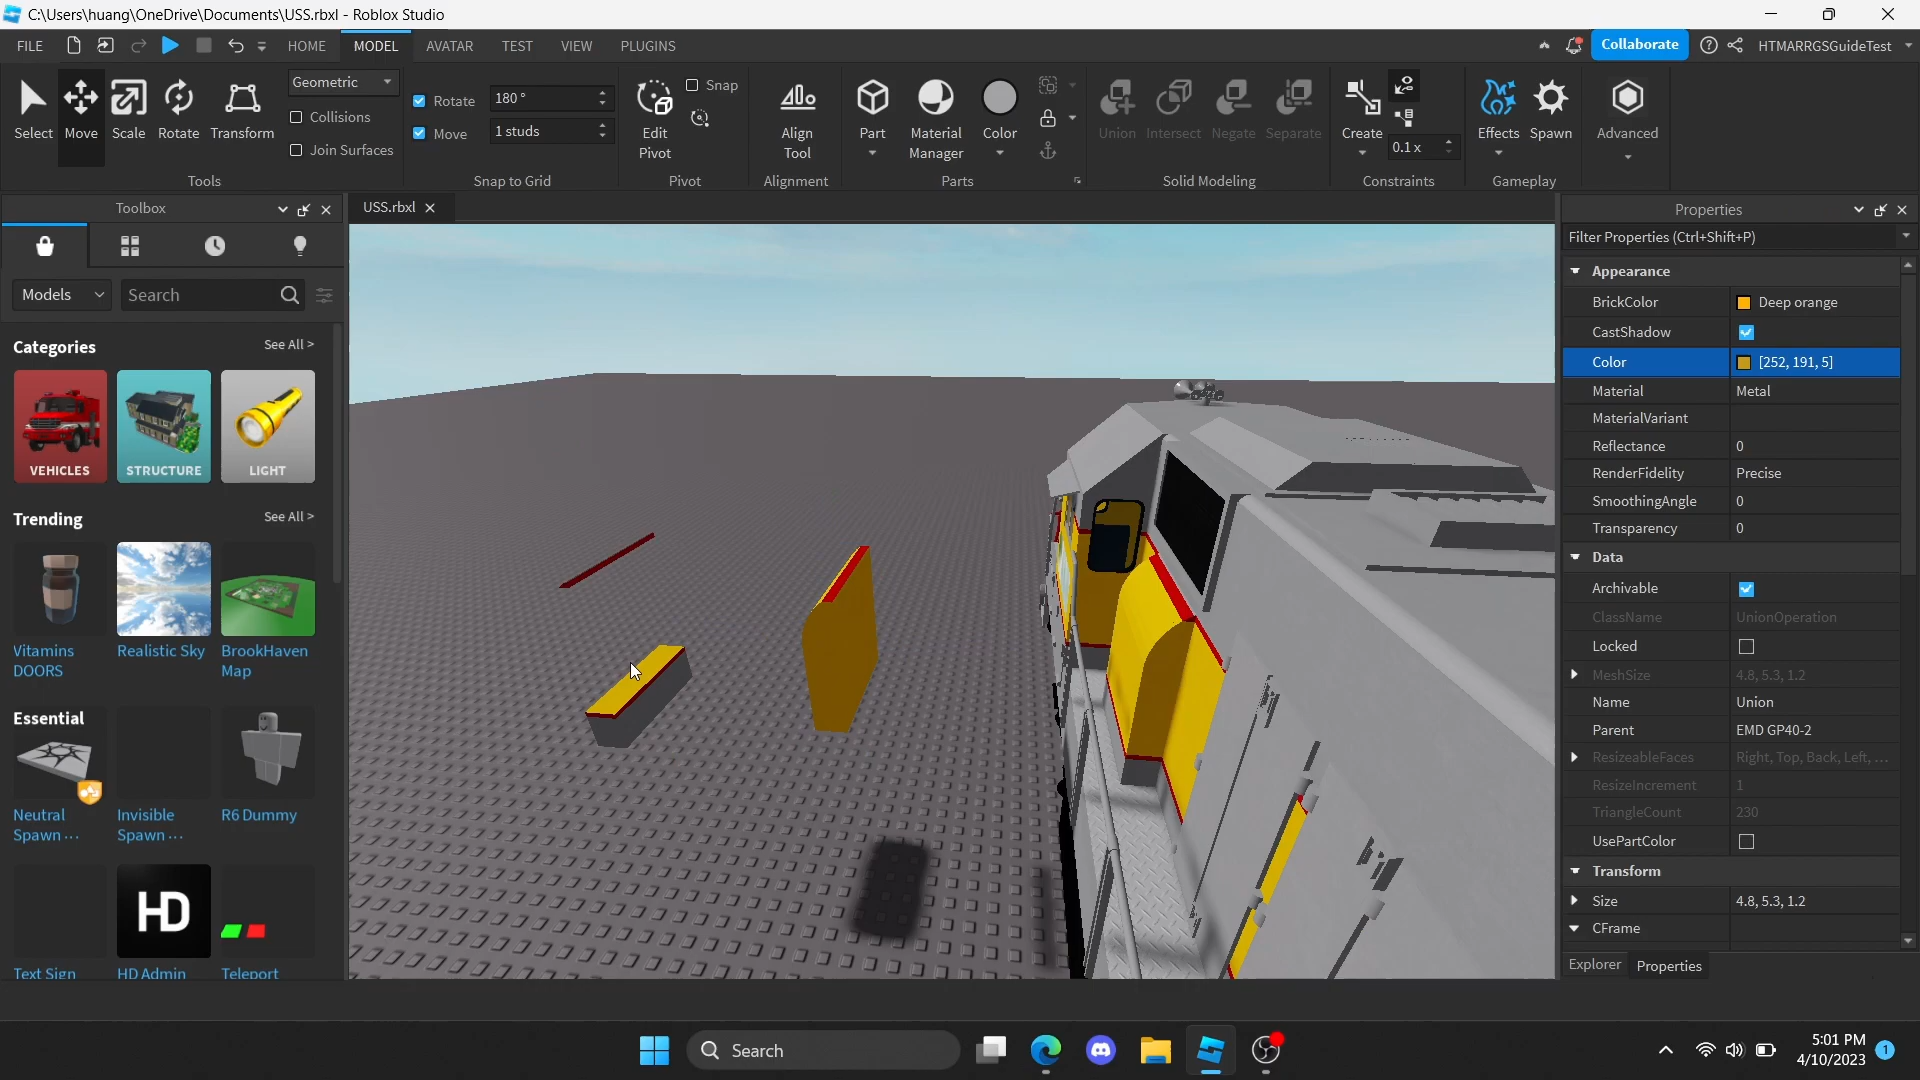 C:\Users\huang\OneDrive\Documents\USS.rbxl - Roblox Studio
FILE
HOME
MODEL
AVATAR
TEST
VIEW
PLUGINS
Collaborate
HTMARRGSGuideTest
Select
Move
Scale
Rotate
Transform
Geometric
Collisions
Join Surfaces
Tools
Rotate
180 °
Move
1 studs
Snap to Grid
Edit
Pivot
Snap
Pivot
Align
Tool
Alignment
Part
Material
Manager
Color
Parts
Union
Intersect
Negate
Separate
Solid Modeling
Create
0.1 x
Constraints
Effects
Spawn
Gameplay
Advanced
Toolbox
USS.rbxl
Models
Search
Categories
See All >
VEHICLES
STRUCTURE
LIGHT
Trending
See All >
Vitamins
DOORS
Realistic Sky
BrookHaven
Map
Essential
Neutral
Spawn ...
Invisible
Spawn ...
R6 Dummy
HD
Text Sign
HD Admin
Teleport
Properties
Filter Properties (Ctrl+Shift+P)
Appearance
BrickColor
Deep orange
CastShadow
Color
[252, 191, 5]
Material
Metal
MaterialVariant
Reflectance
0
RenderFidelity
Precise
SmoothingAngle
0
Transparency
0
Data
Archivable
ClassName
UnionOperation
Locked
MeshSize
4.8, 5.3, 1.2
Name
Union
Parent
EMD GP40-2
ResizeableFaces
Right, Top, Back, Left, ...
ResizeIncrement
1
TriangleCount
230
UsePartColor
Transform
Size
4.8, 5.3, 1.2
CFrame
Explorer
Properties
Search
5:01 PM
4/10/2023
1